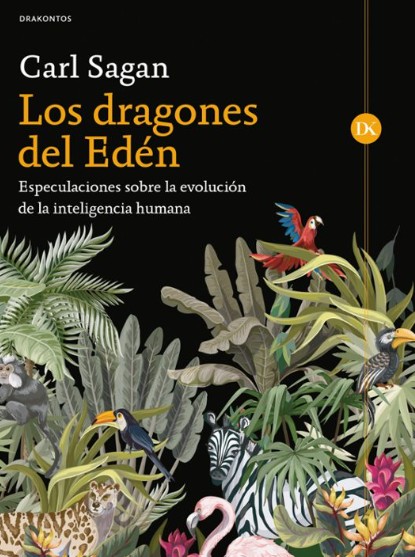 DRAKONTOS
Carl Sagan
Los dragones
del Edén
DK
Especulaciones sobre la evolución
de la inteligencia humana